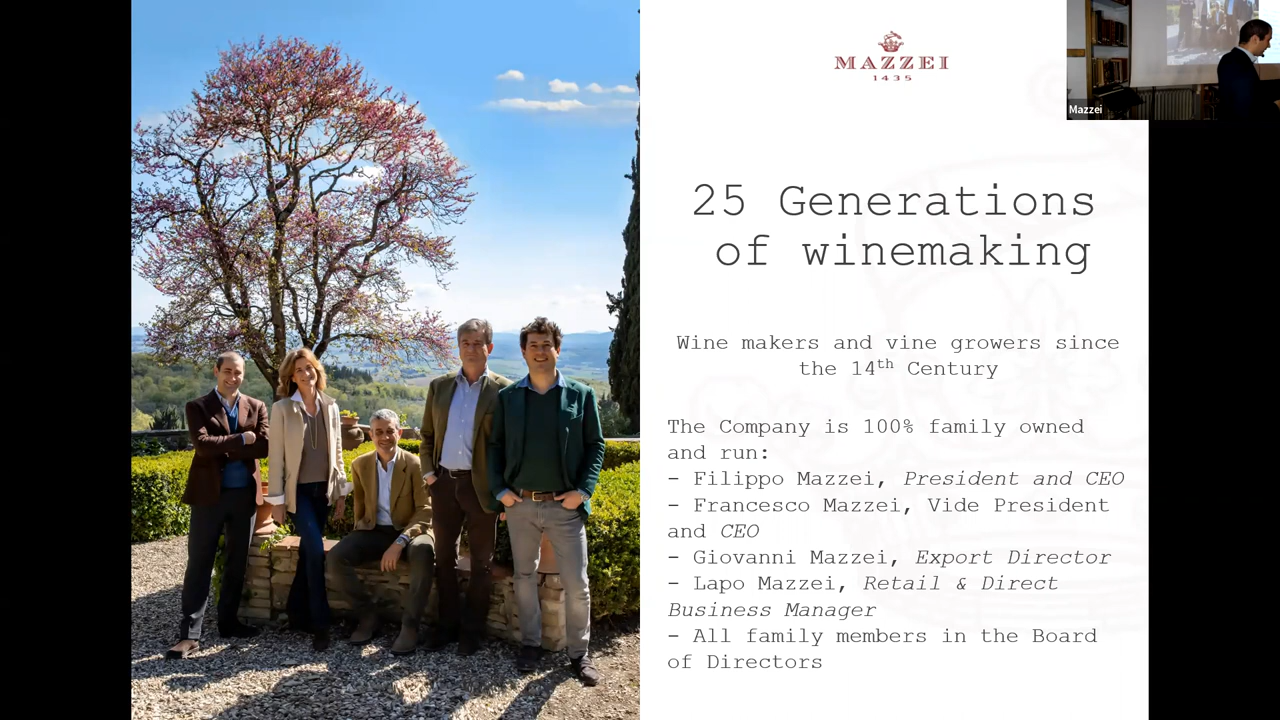 MAZZEI
1435
Mazzei
25 Generations
of winemaking
Wine makers and vine growers since
the 14th Century
The Company is 100% family owned
and run:
- Filippo Mazzei, President and CEO
- Francesco Mazzei, Vide President
and CEO
- Giovanni Mazzei, Export Director
- Lapo Mazzei, Retail & Direct
Business Manager
- All family members in the Board
of Directors